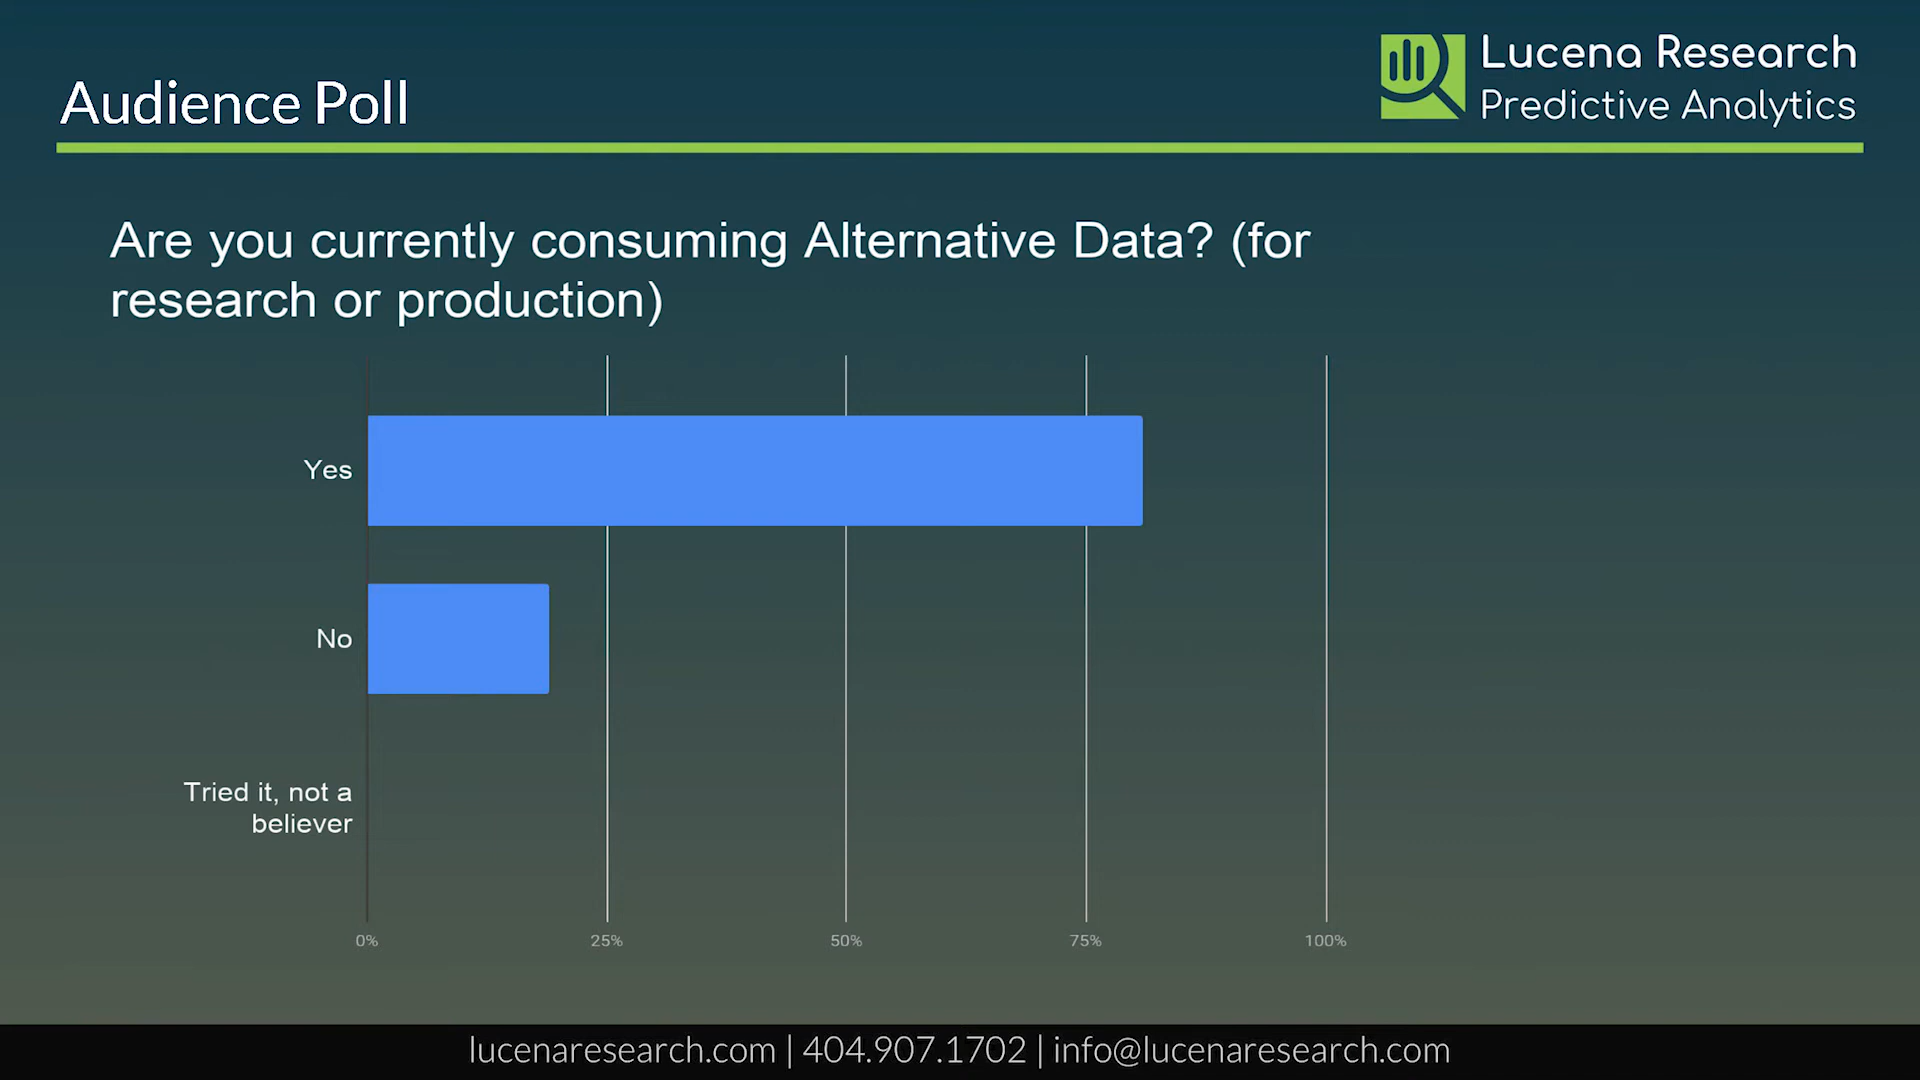 Audience Poll
Lucena Research
Predictive Analytics
Are you currently consuming Alternative Data? (for
research or production)
Yes
No
Tried it, not a
believer
0%
25%
50%
75%
100%
lucenaresearch.com | 404.907.1702 | info@lucenaresearch.com